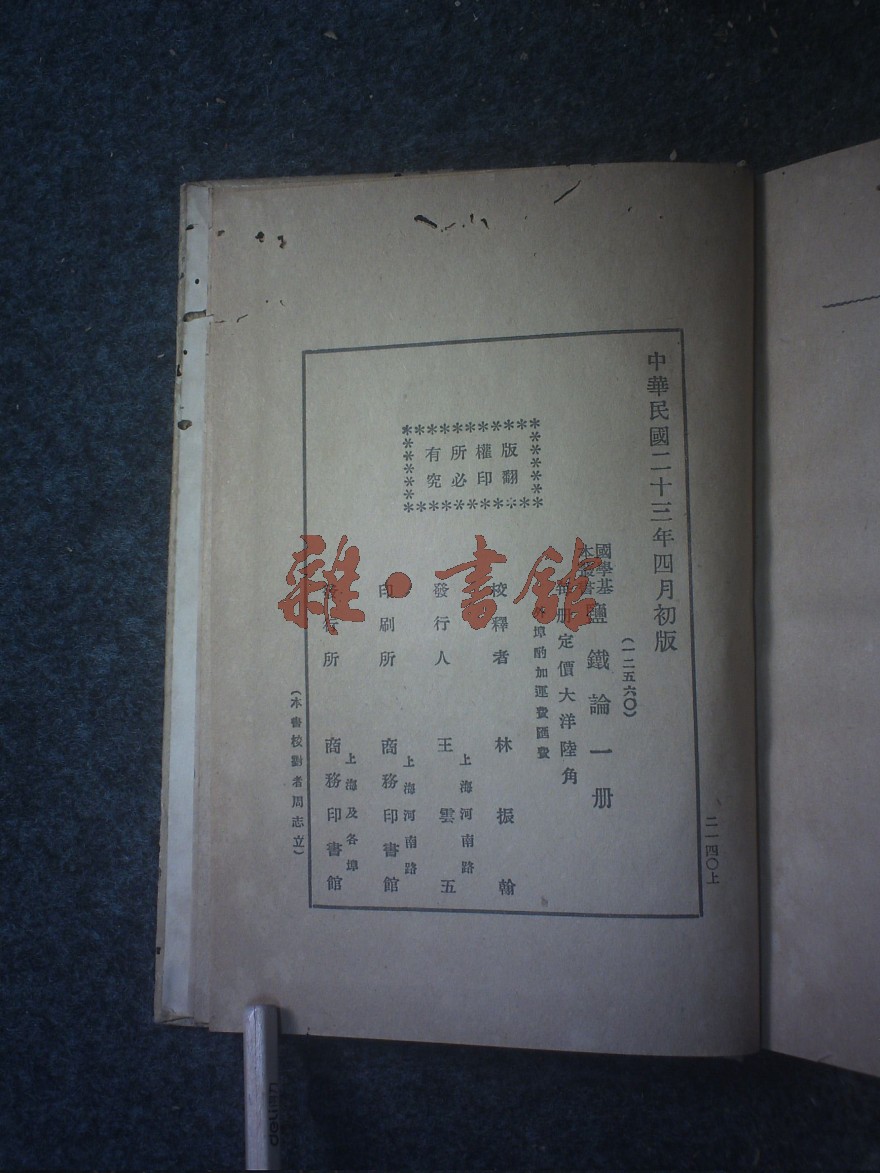 中華民國二十三年四月初版
二一四〇上
(一二五六〇)
國學基本叢書 鹽鐵論一册
每册定價大洋陸角
外埠酌加運費匯費
版權所有
翻印必究
校釋者 林振翰
發行人 王雲五
上海河南路
印刷所 商務印書館
上海河南路
發行所 商務印書館
上海及各埠
(本書校對者周志立)
雜·書館
deli